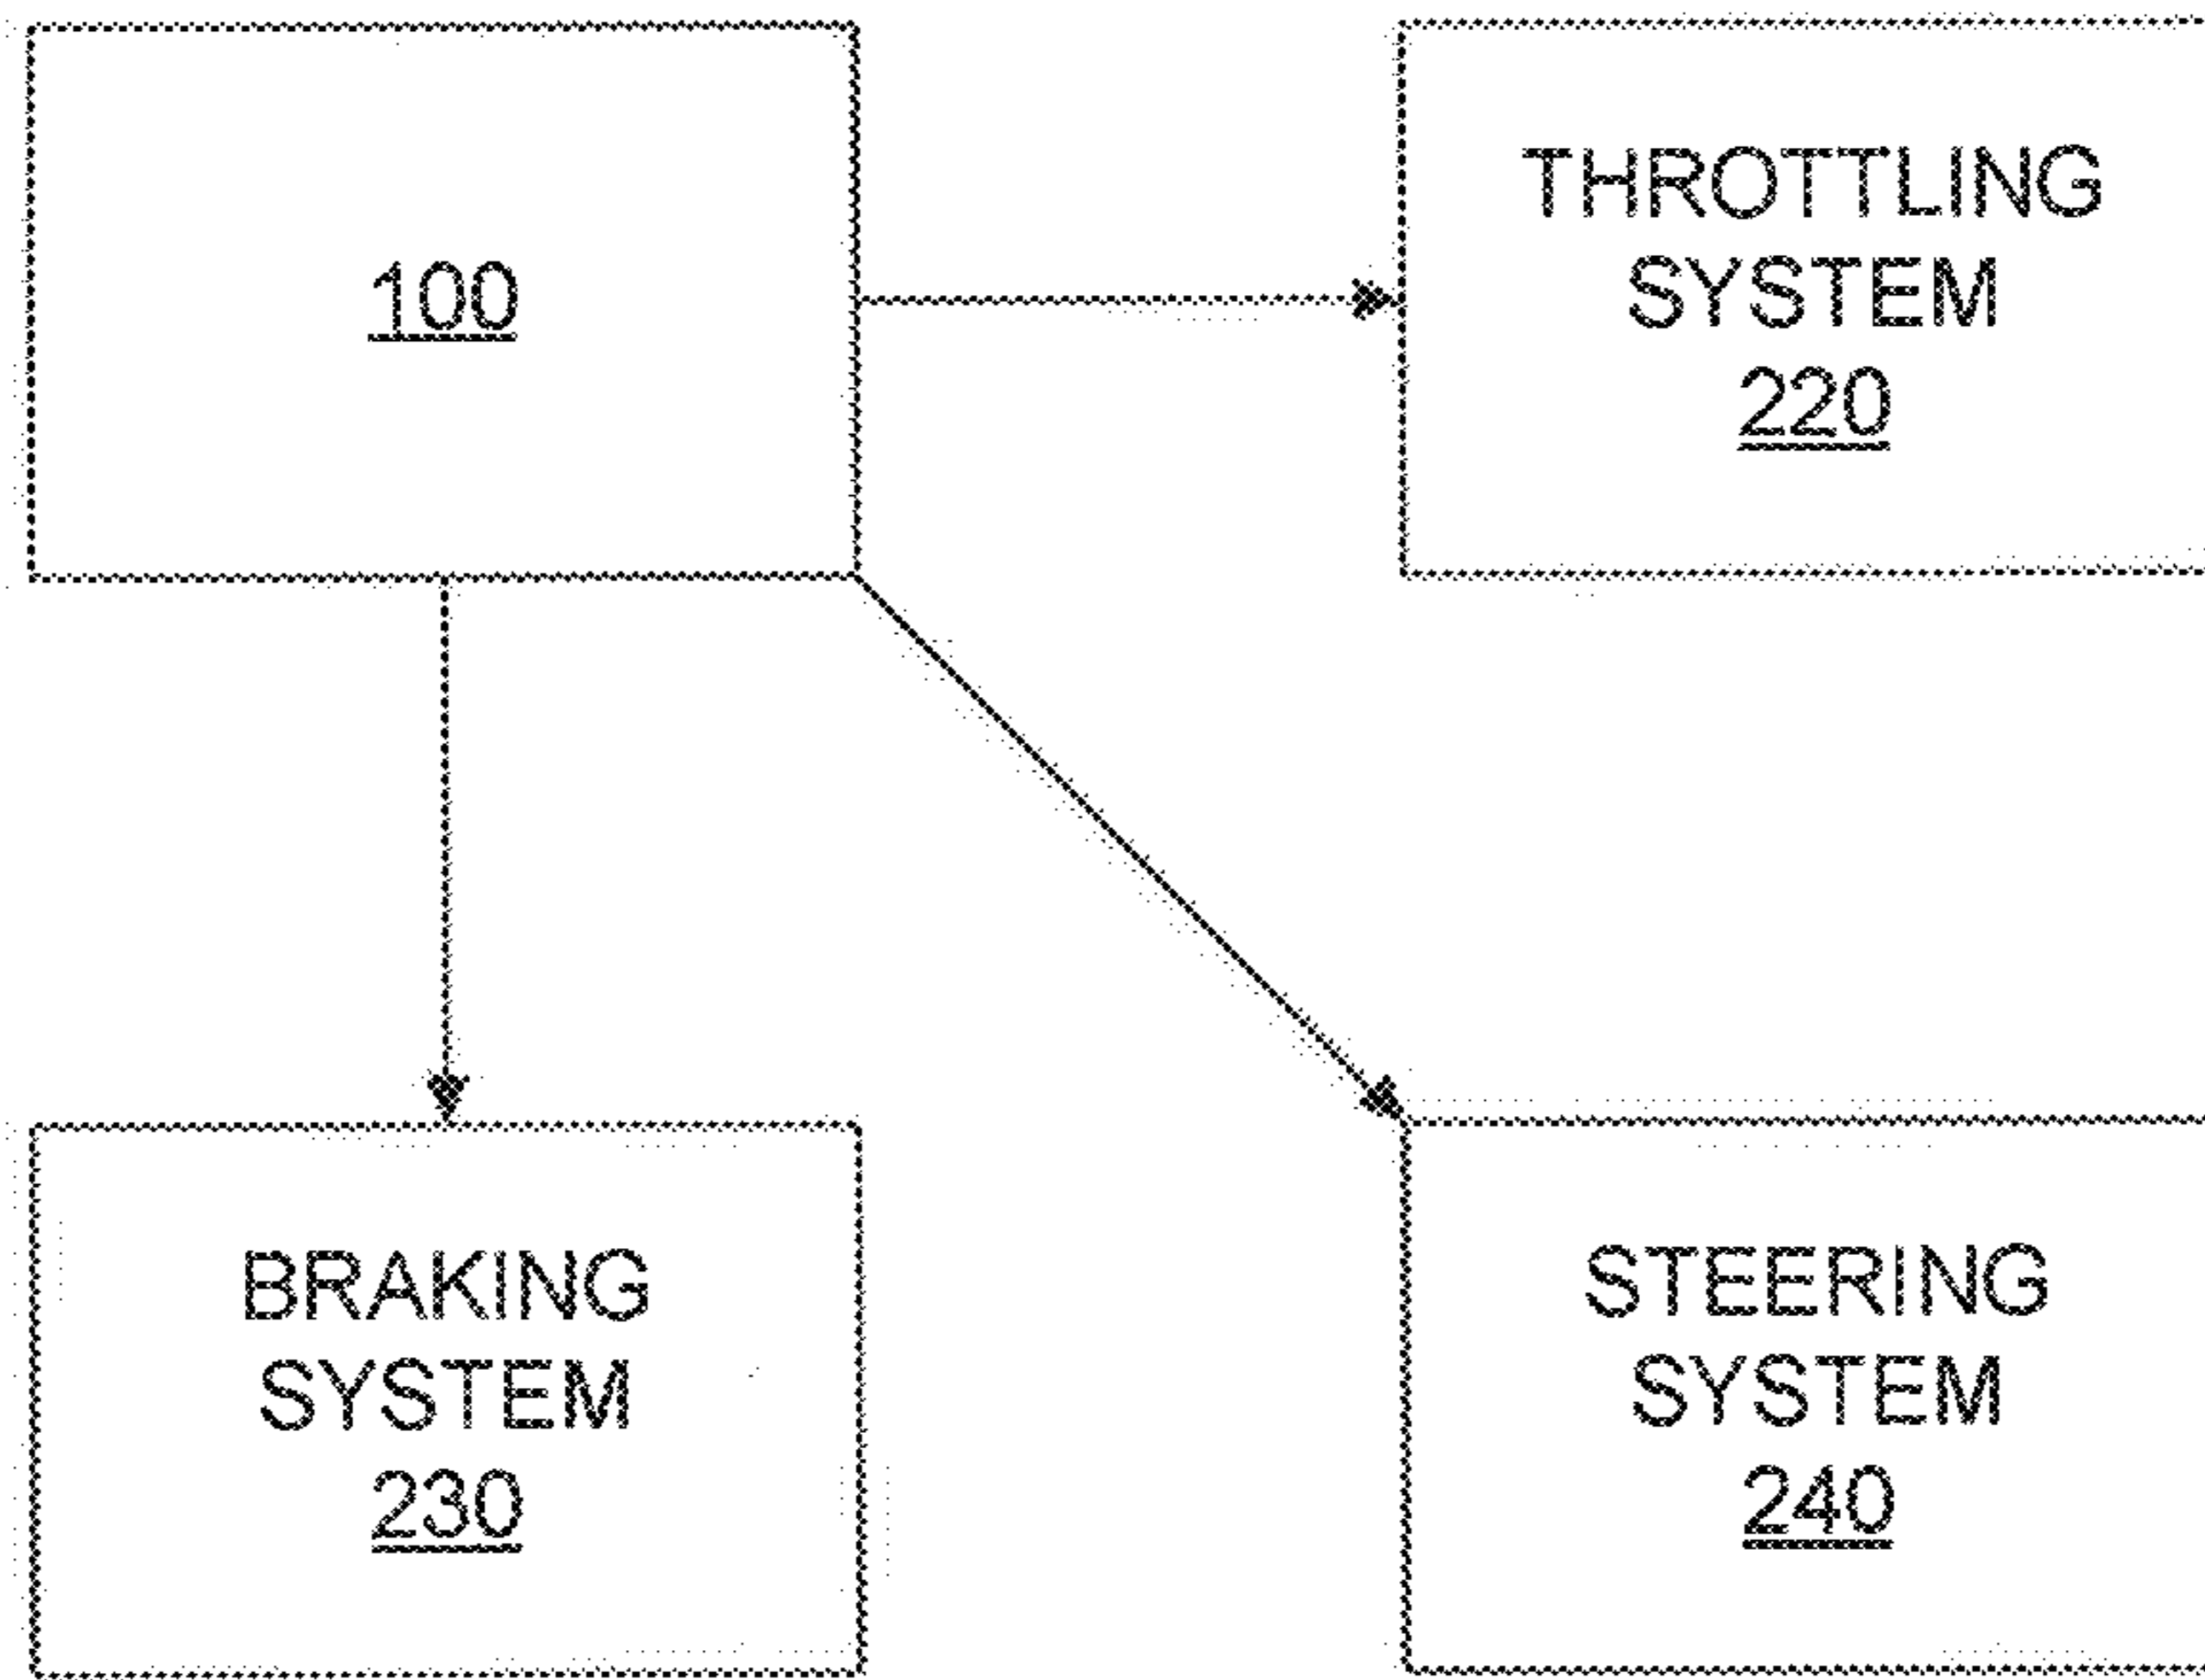 100
THROTTLING
SYSTEM
220
BRAKING
SYSTEM
230
STEERING
SYSTEM
240